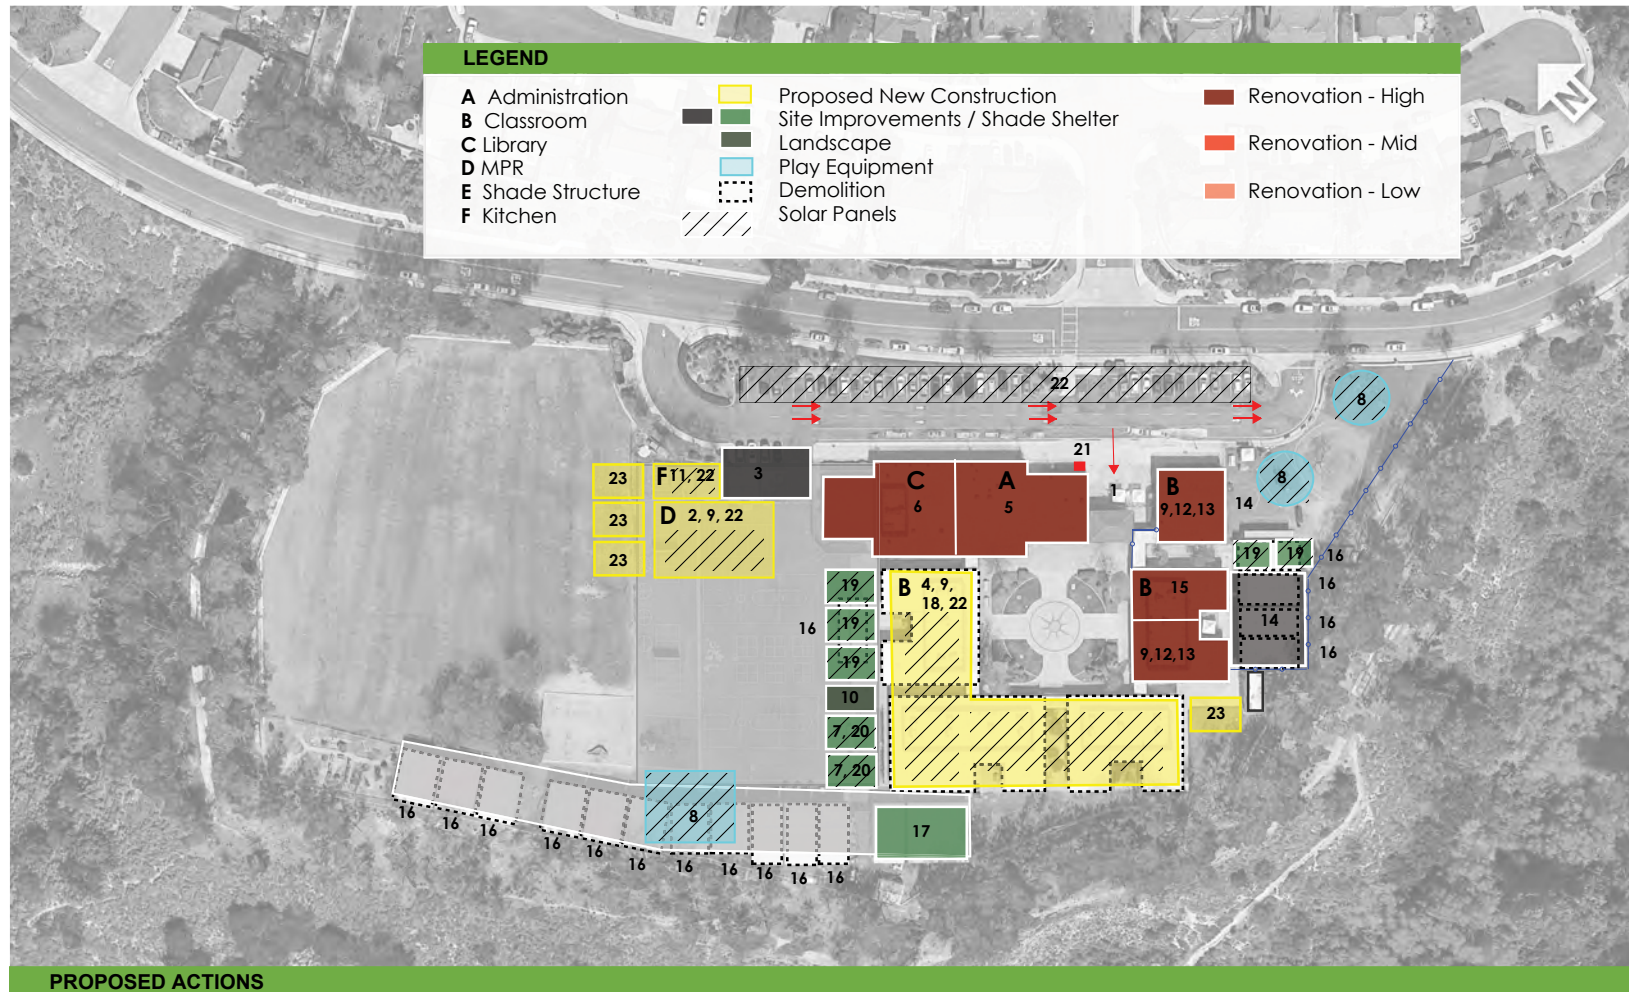 LEGEND
A Administration
B Classroom
C Library
D MPR
E Shade Structure
F Kitchen
Proposed New Construction
Site Improvements / Shade Shelter
Landscape
Play Equipment
Demolition
Solar Panels
Renovation - High
Renovation - Mid
Renovation - Low
N
22
8
21
23
F 11, 22
3
C
6
A
5
1
B
9,12,13
14
8
23
D 2, 9, 22
23
19
19
16
19
B 4, 9,
18, 22
B 15
16
16
19
14
16
19
9,12,13
16
10
23
7, 20
7, 20
8
17
16
16
16
16
16
16
16
16
16
16
16
PROPOSED ACTIONS